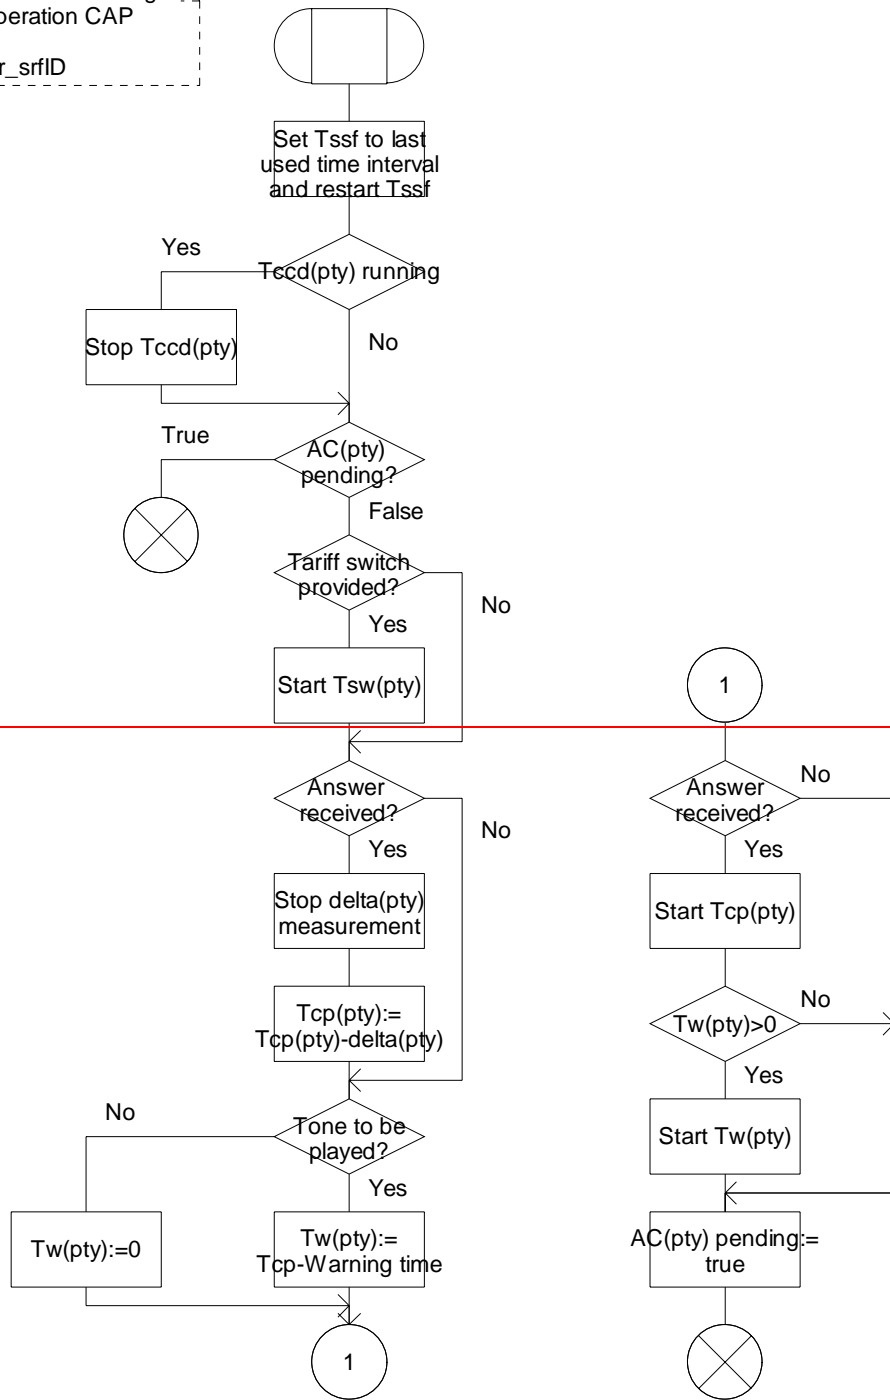 peration CAP
r_srfID
Set Tssf to last
used time interval
and restart Tssf
Yes
Tccd(pty) running
Stop Tccd(pty)
No
True
AC(pty)
pending?
False
Tariff switch
provided?
No
Yes
Start Tsw(pty)
Answer
received?
No
Yes
Stop delta(pty)
measurement
Tcp(pty):=
Tcp(pty)-delta(pty)
No
Tone to be
played?
Yes
Tw(pty):=0
Tw(pty):=
Tcp-Warning time
1
1
Answer
received?
No
Yes
Start Tcp(pty)
No
Tw(pty)>0
Yes
Start Tw(pty)
AC(pty) pending:=
true